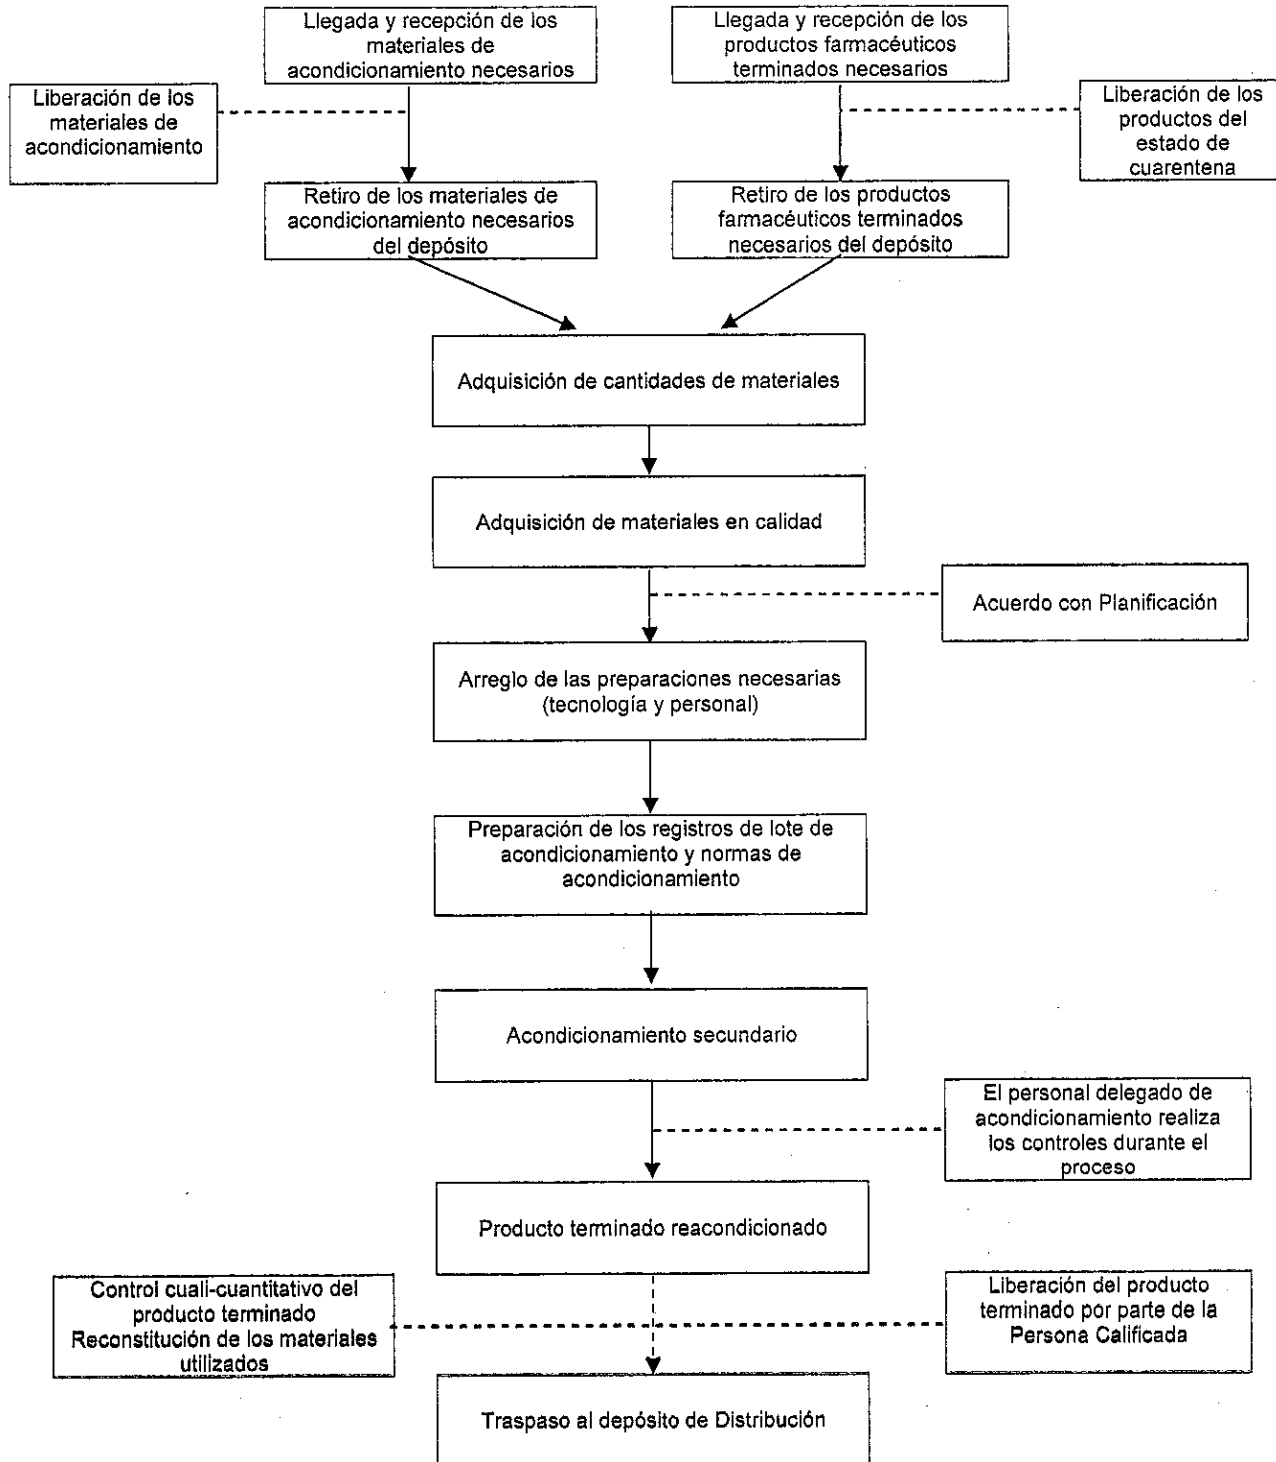 Llegada y recepción de los
materiales de
acondicionamiento necesarios
Llegada y recepción de los
productos farmacéuticos
terminados necesarios
Liberación de los
materiales de
acondicionamiento
Liberación de los
productos del
estado de
cuarentena
Retiro de los materiales de
acondicionamiento necesarios
del depósito
Retiro de los productos
farmacéuticos terminados
necesarios del depósito
Adquisición de cantidades de materiales
Adquisición de materiales en calidad
Acuerdo con Planificación
Arreglo de las preparaciones necesarias
(tecnología y personal)
Preparación de los registros de lote de
acondicionamiento y normas de
acondicionamiento
Acondicionamiento secundario
El personal delegado de
acondicionamiento realiza
los controles durante el
proceso
Producto terminado reacondicionado
Control cuali-cuantitativo del
producto terminado
Reconstitución de los materiales
utilizados
Liberación del producto
terminado por parte de la
Persona Calificada
Traspaso al depósito de Distribución